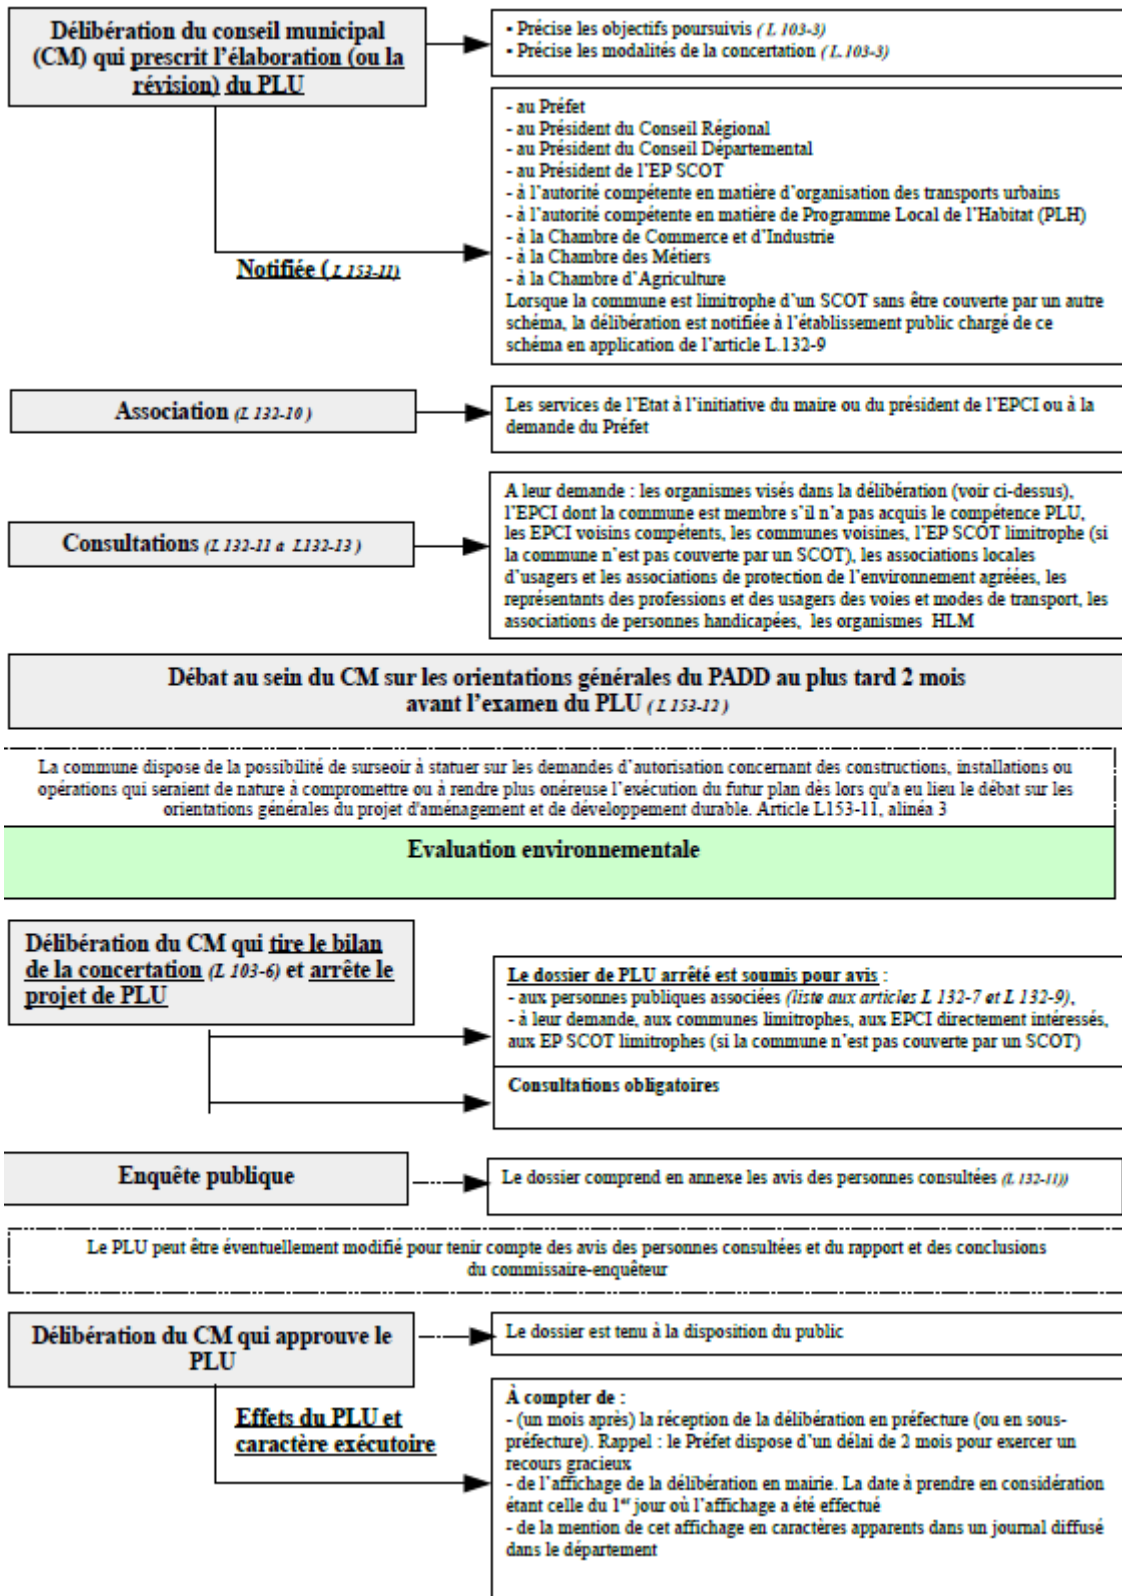 Délibération du conseil municipal
(CM) qui prescrit l'élaboration (ou la
révision) du PLU
▪ Précise les objectifs poursuivis ( L 103-3)
▪ Précise les modalités de la concertation ( L.103-3)
Notifiée ( L 153-11)
- au Préfet
- au Président du Conseil Régional
- au Président du Conseil Départemental
- au Président de l'EP SCOT
- à l'autorité compétente en matière d'organisation des transports urbains
- à l'autorité compétente en matière de Programme Local de l'Habitat (PLH)
- à la Chambre de Commerce et d'Industrie
- à la Chambre des Métiers
- à la Chambre d'Agriculture
Lorsque la commune est limitrophe d'un SCOT sans être couverte par un autre
schéma, la délibération est notifiée à l'établissement public chargé de ce
schéma en application de l'article L.132-9
Association (L 132-10 )
Les services de l'Etat à l'initiative du maire ou du président de l'EPCI ou à la
demande du Préfet
Consultations (L 132-11 à L132-13 )
A leur demande : les organismes visés dans la délibération (voir ci-dessus),
l'EPCI dont la commune est membre s'il n'a pas acquis le compétence PLU,
les EPCI voisins compétents, les communes voisines, l'EP SCOT limitrophe (si
la commune n'est pas couverte par un SCOT), les associations locales
d'usagers et les associations de protection de l'environnement agréées, les
représentants des professions et des usagers des voies et modes de transport, les
associations de personnes handicapées, les organismes HLM
Débat au sein du CM sur les orientations générales du PADD au plus tard 2 mois
avant l'examen du PLU ( L 153-12 )
La commune dispose de la possibilité de surseoir à statuer sur les demandes d'autorisation concernant des constructions, installations ou
opérations qui seraient de nature à compromettre ou à rendre plus onéreuse l'exécution du futur plan dès lors qu'a eu lieu le débat sur les
orientations générales du projet d'aménagement et de développement durable. Article L153-11, alinéa 3
Evaluation environnementale
Délibération du CM qui tire le bilan
de la concertation (L 103-6) et arrête le
projet de PLU
Le dossier de PLU arrêté est soumis pour avis :
- aux personnes publiques associées (liste aux articles L 132-7 et L 132-9),
- à leur demande, aux communes limitrophes, aux EPCI directement intéressés,
aux EP SCOT limitrophes (si la commune n'est pas couverte par un SCOT)
Consultations obligatoires
Enquête publique
Le dossier comprend en annexe les avis des personnes consultées (L 132-11))
Le PLU peut être éventuellement modifié pour tenir compte des avis des personnes consultées et du rapport et des conclusions
du commissaire-enquêteur
Délibération du CM qui approuve le
PLU
Le dossier est tenu à la disposition du public
Effets du PLU et
caractère exécutoire
À compter de :
- (un mois après) la réception de la délibération en préfecture (ou en sous-
préfecture). Rappel : le Préfet dispose d'un délai de 2 mois pour exercer un
recours gracieux
- de l'affichage de la délibération en mairie. La date à prendre en considération
étant celle du 1er jour où l'affichage a été effectué
- de la mention de cet affichage en caractères apparents dans un journal diffusé
dans le département